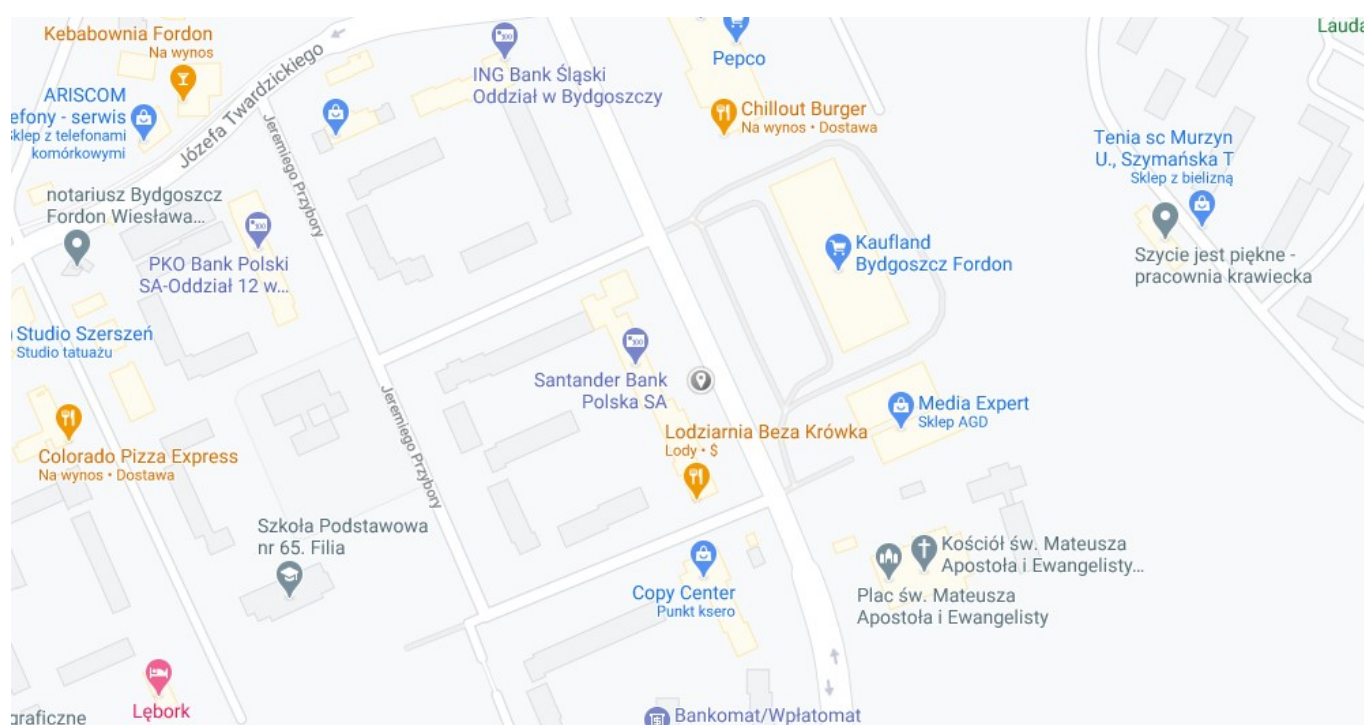 Kebabownia Fordon
Na wynos
ING Bank Śląski
Oddział w Bydgoszczy
Pepco
Lauda
ARISCOM
efony - serwis
Sklep z telefonami
komórkowymi
Józefa Twardzickiego
Jeremiego Przybory
Chillout Burger
Na wynos • Dostawa
Tenia sc Murzyn
U., Szymańska T
Sklep z bielizną
notariusz Bydgoszcz
Fordon Wiesława...
PKO Bank Polski
SA-Oddział 12 w...
Kaufland
Bydgoszcz Fordon
Szycie jest piękne -
pracownia krawiecka
Studio Szerszeń
Studio tatuażu
Santander Bank
Polska SA
Jeremiego Przybory
Media Expert
Sklep AGD
Lodziarnia Beza Krówka
Lody • $
Colorado Pizza Express
Na wynos • Dostawa
Szkoła Podstawowa
nr 65. Filia
Kościół św. Mateusza
Apostoła i Ewangelisty...
Copy Center
Punkt ksero
Plac św. Mateusza
Apostoła i Ewangelisty
Lębork
graficzne
Bankomat/Wpłatomat